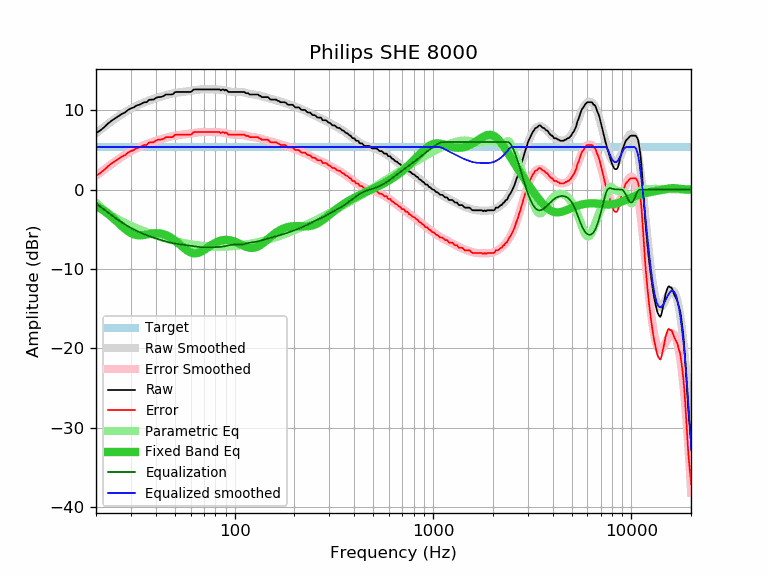 Philips SHE 8000
Amplitude (dBr)
10
0
−10
−20
−30
−40
Target
Raw Smoothed
Error Smoothed
Raw
Error
Parametric Eq
Fixed Band Eq
Equalization
Equalized smoothed
100
1000
10000
Frequency (Hz)